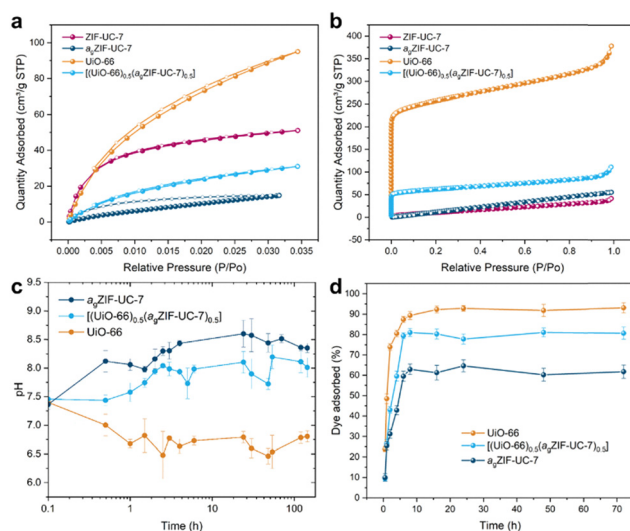 a
ZIF-UC-7
agZIF-UC-7
UiO-66
[(UiO-66)0.5(agZIF-UC-7)0.5]
Quantity Adsorbed (cm³/g STP)
100
80
60
40
20
0
0.000 0.005 0.010 0.015 0.020 0.025 0.030 0.035
Relative Pressure (P/Po)
b
ZIF-UC-7
agZIF-UC-7
UiO-66
[(UiO-66)0.5(agZIF-UC-7)0.5]
Quantity Adsorbed (cm³/g STP)
400
350
300
250
200
150
100
50
0
-50
0.0 0.2 0.4 0.6 0.8 1.0
Relative Pressure (P/Po)
c
agZIF-UC-7
[(UiO-66)0.5(agZIF-UC-7)0.5]
UiO-66
pH
9.5
9.0
8.5
8.0
7.5
7.0
6.5
6.0
0.1 1 10 100
Time (h)
d
Dye adsorbed (%)
100
90
80
70
60
50
40
30
20
10
0
UiO-66
[(UiO-66)0.5(agZIF-UC-7)0.5]
agZIF-UC-7
0 10 20 30 40 50 60 70
Time (h)